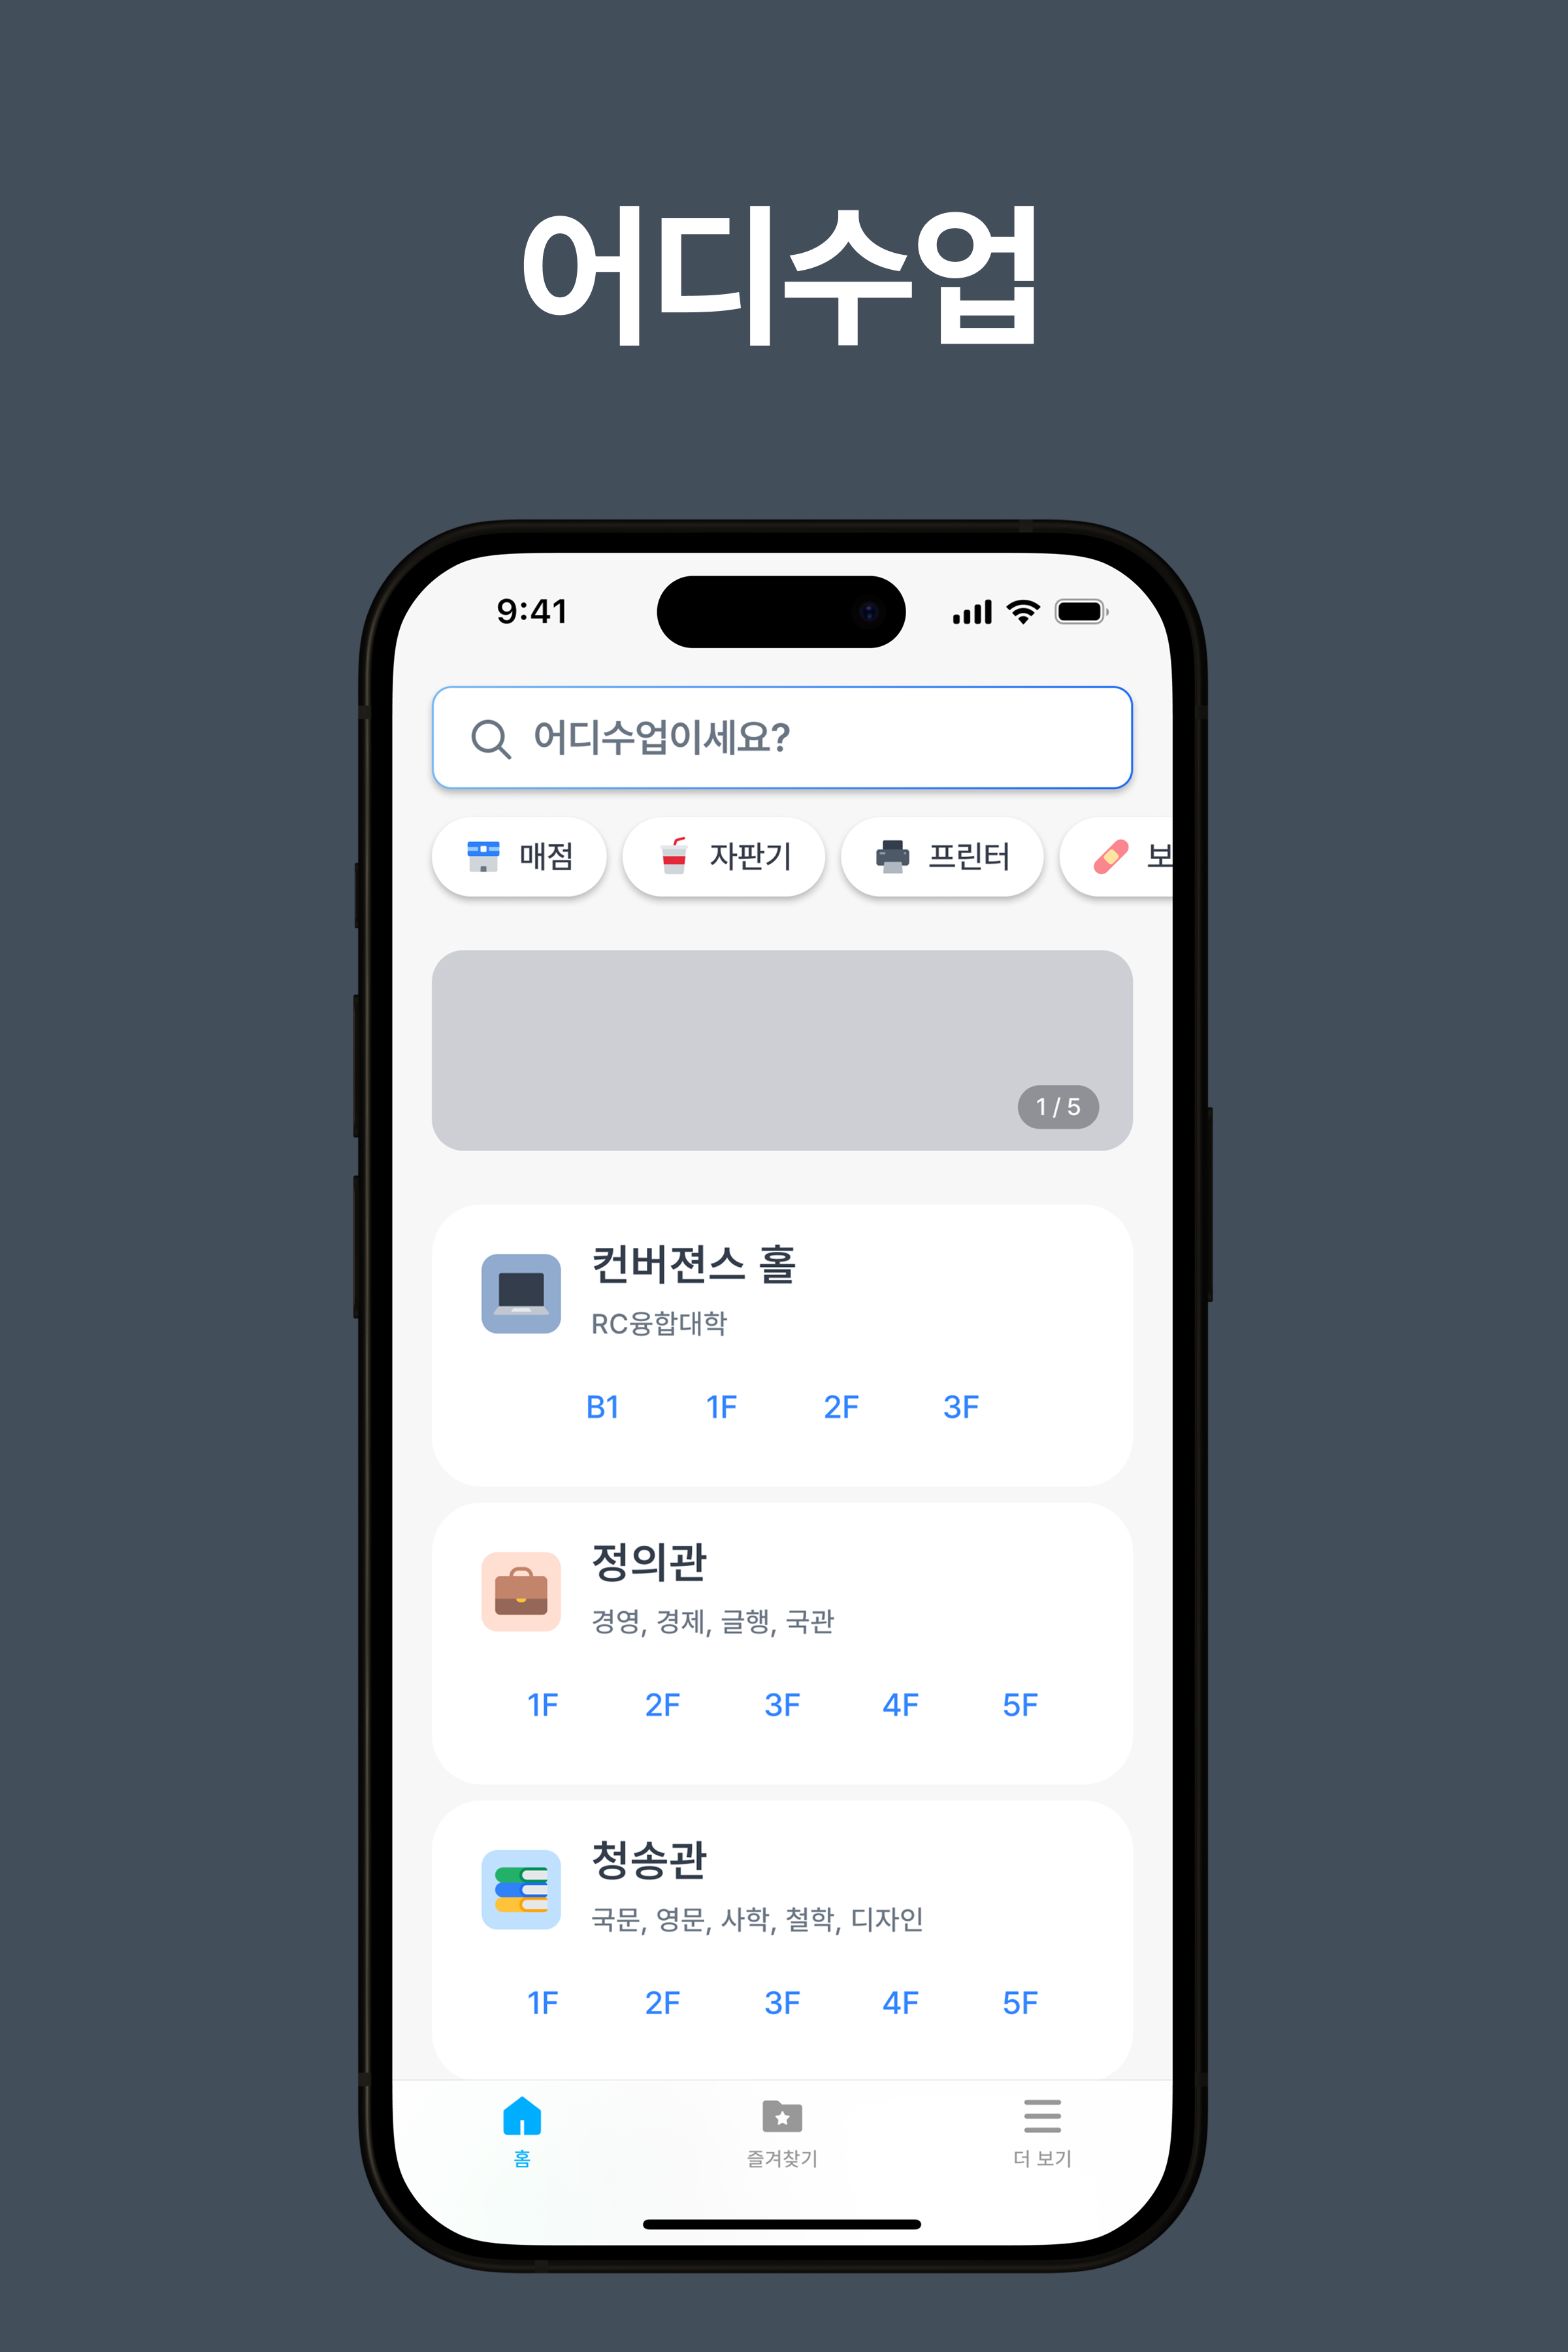 어디수업
9:41
어디수업이세요?
매점 자판기 프린터 보
1 / 5
컨버젼스 홀
RC융합대학
B1 1F 2F 3F
정의관
경영, 경제, 글행, 국관
1F 2F 3F 4F 5F
청송관
국문, 영문, 사학, 철학, 디자인
1F 2F 3F 4F 5F
홈 즐겨찾기 더 보기